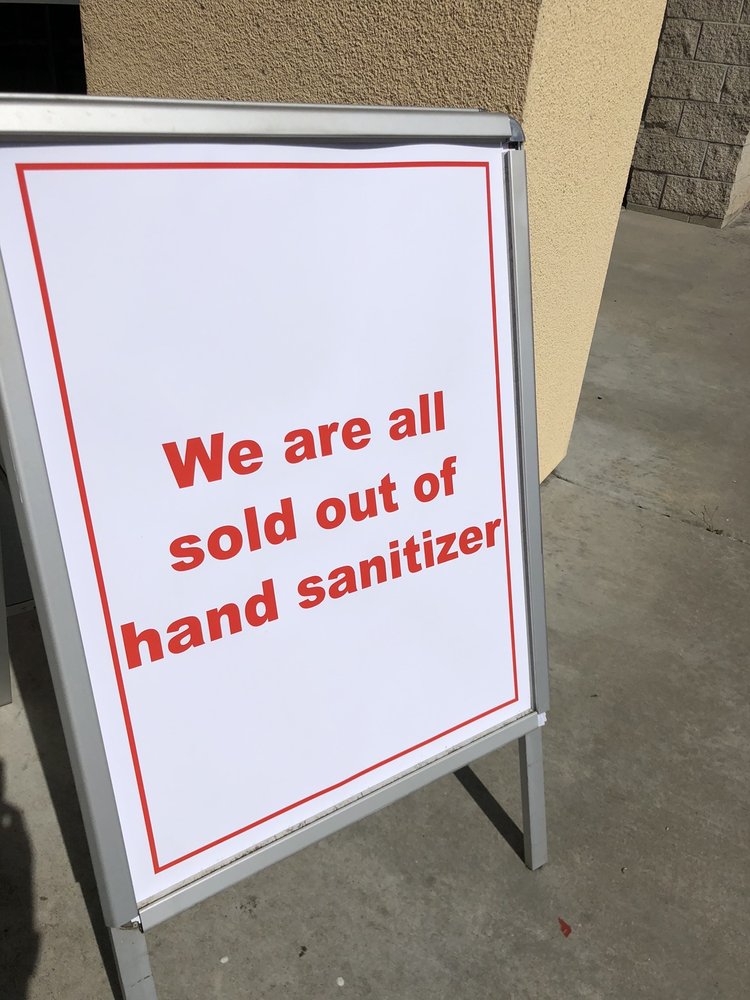 We are all
sold out of
hand sanitizer